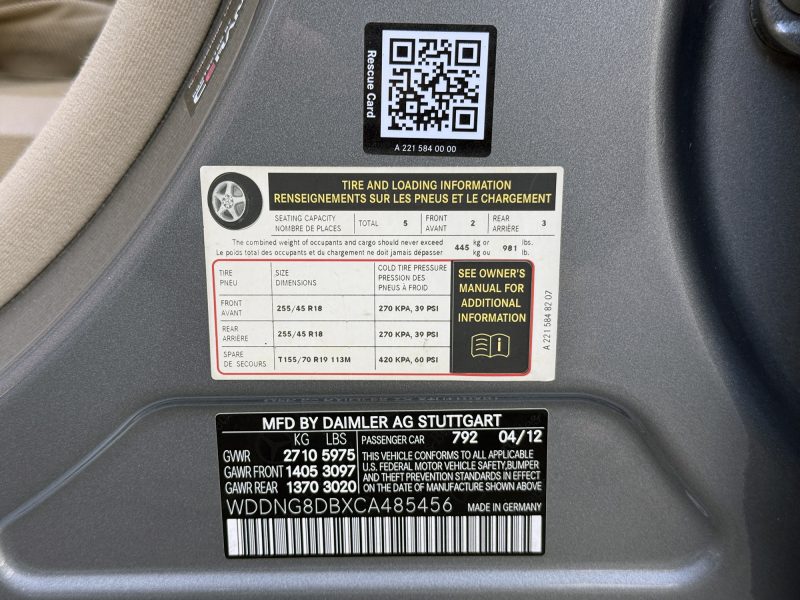 Rescue Card
A 221 584 00 00
TIRE AND LOADING INFORMATION
RENSEIGNEMENTS SUR LES PNEUS ET LE CHARGEMENT
SEATING CAPACITY TOTAL 5 FRONT 2 REAR 3
NOMBRE DE PLACES AVANT ARRIÈRE
The combined weight of occupants and cargo should never exceed 445 kg or 981 lbs.
Le poids total des occupants et du chargement ne doit jamais dépasser kg ou lb.
TIRE SIZE COLD TIRE PRESSURE
PNEU DIMENSIONS PRESSION DES
PNEUS À FROID
FRONT
AVANT 255/45 R18 270 KPA, 39 PSI
REAR
ARRIÈRE 255/45 R18 270 KPA, 39 PSI
SPARE
DE SECOURS T155/70 R19 113M 420 KPA, 60 PSI
SEE OWNER'S
MANUAL FOR
ADDITIONAL
INFORMATION
A 221 584 82 07
MFD BY DAIMLER AG STUTTGART
KG LBS PASSENGER CAR 792 04/12
GVWR 2710 5975
GAWR FRONT 1405 3097
GAWR REAR 1370 3020
THIS VEHICLE CONFORMS TO ALL APPLICABLE
U.S. FEDERAL MOTOR VEHICLE SAFETY,BUMPER
AND THEFT PREVENTION STANDARDS IN EFFECT
ON THE DATE OF MANUFACTURE SHOWN ABOVE
WDDNG8DBXCA485456 MADE IN GERMANY